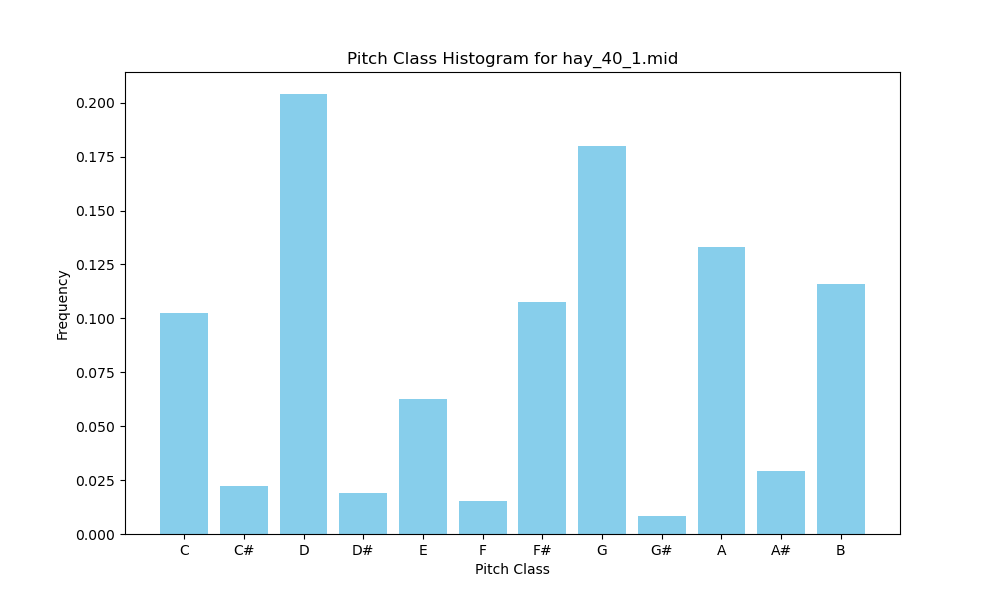 Pitch Class Histogram for hay_40_1.mid
Frequency
0.200
0.175
0.150
0.125
0.100
0.075
0.050
0.025
0.000
C C# D D# E F F# G G# A A# B
Pitch Class